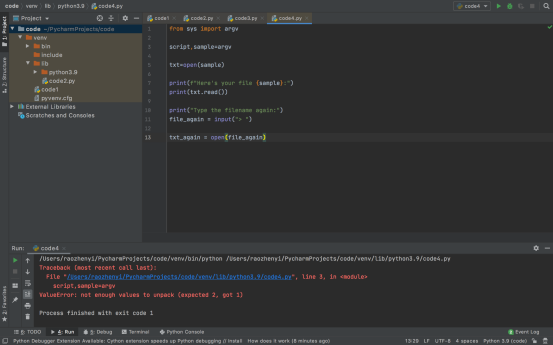 code venv lib python3.9 code4.py
code4
Project
code1 code2.py code3.py code4.py
1: Project
code ~/PycharmProjects/code
venv
bin
include
lib
python3.9
code2.py
code1
pyvenv.cfg
External Libraries
Scratches and Consoles
Z: Structure
2: Favorites
1 from sys import argv
2
3 script,sample=argv
4
5 txt=open(sample)
6
7 print(f"Here's your file {sample}:")
8 print(txt.read())
9
10 print("Type the filename again:")
11 file_again = input("> ")
12
13 txt_again = open(file_again)
Run: code4
/Users/raozhenyi/PycharmProjects/code/venv/bin/python /Users/raozhenyi/PycharmProjects/code/venv/lib/python3.9/code4.py
Traceback (most recent call last):
File "/Users/raozhenyi/PycharmProjects/code/venv/lib/python3.9/code4.py", line 3, in <module>
script,sample=argv
ValueError: not enough values to unpack (expected 2, got 1)
Process finished with exit code 1
6: TODO 4: Run 5: Debug Terminal Python Console
Event Log
Python Debugger Extension Available: Cython extension speeds up Python debugging // Install How does it work (8 minutes ago)
13:29 LF UTF-8 4 spaces Python 3.9 (code)